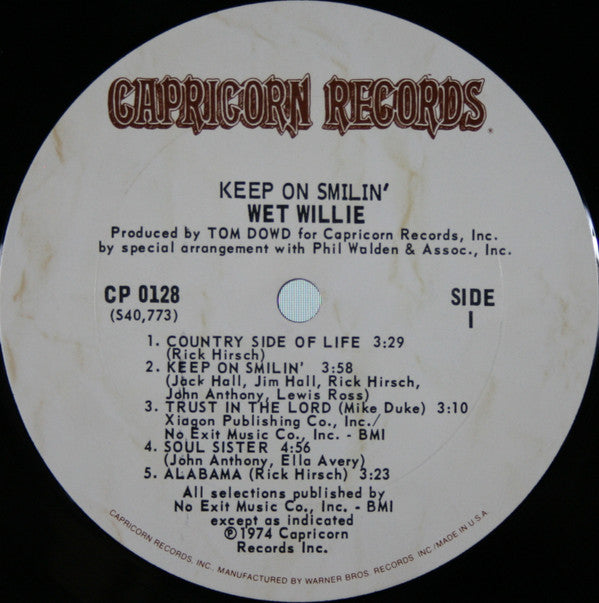 CAPRICORN RECORDS.
KEEP ON SMILIN'
WET WILLIE
Produced by TOM DOWD for Capricorn Records, Inc.
by special arrangement with Phil Walden & Assoc., Inc.
CP 0128
(S40,773)
SIDE
1
1. COUNTRY SIDE OF LIFE 3:29
(Rick Hirsch)
2. KEEP ON SMILIN' 3:58
(Jack Hall, Jim Hall, Rick Hirsch,
John Anthony, Lewis Ross)
3. TRUST IN THE LORD (Mike Duke) 3:10
Xiagon Publishing Co., Inc./
No Exit Music Co., Inc. - BMI
4. SOUL SISTER 4:56
(John Anthony, Ella Avery)
5. ALABAMA (Rick Hirsch) 3:23
All selections published by
No Exit Music Co., Inc. - BMI
except as indicated
℗1974 Capricorn
Records Inc.
CAPRICORN RECORDS, INC., MANUFACTURED BY WARNER BROS. RECORDS INC./MADE IN U.S.A.